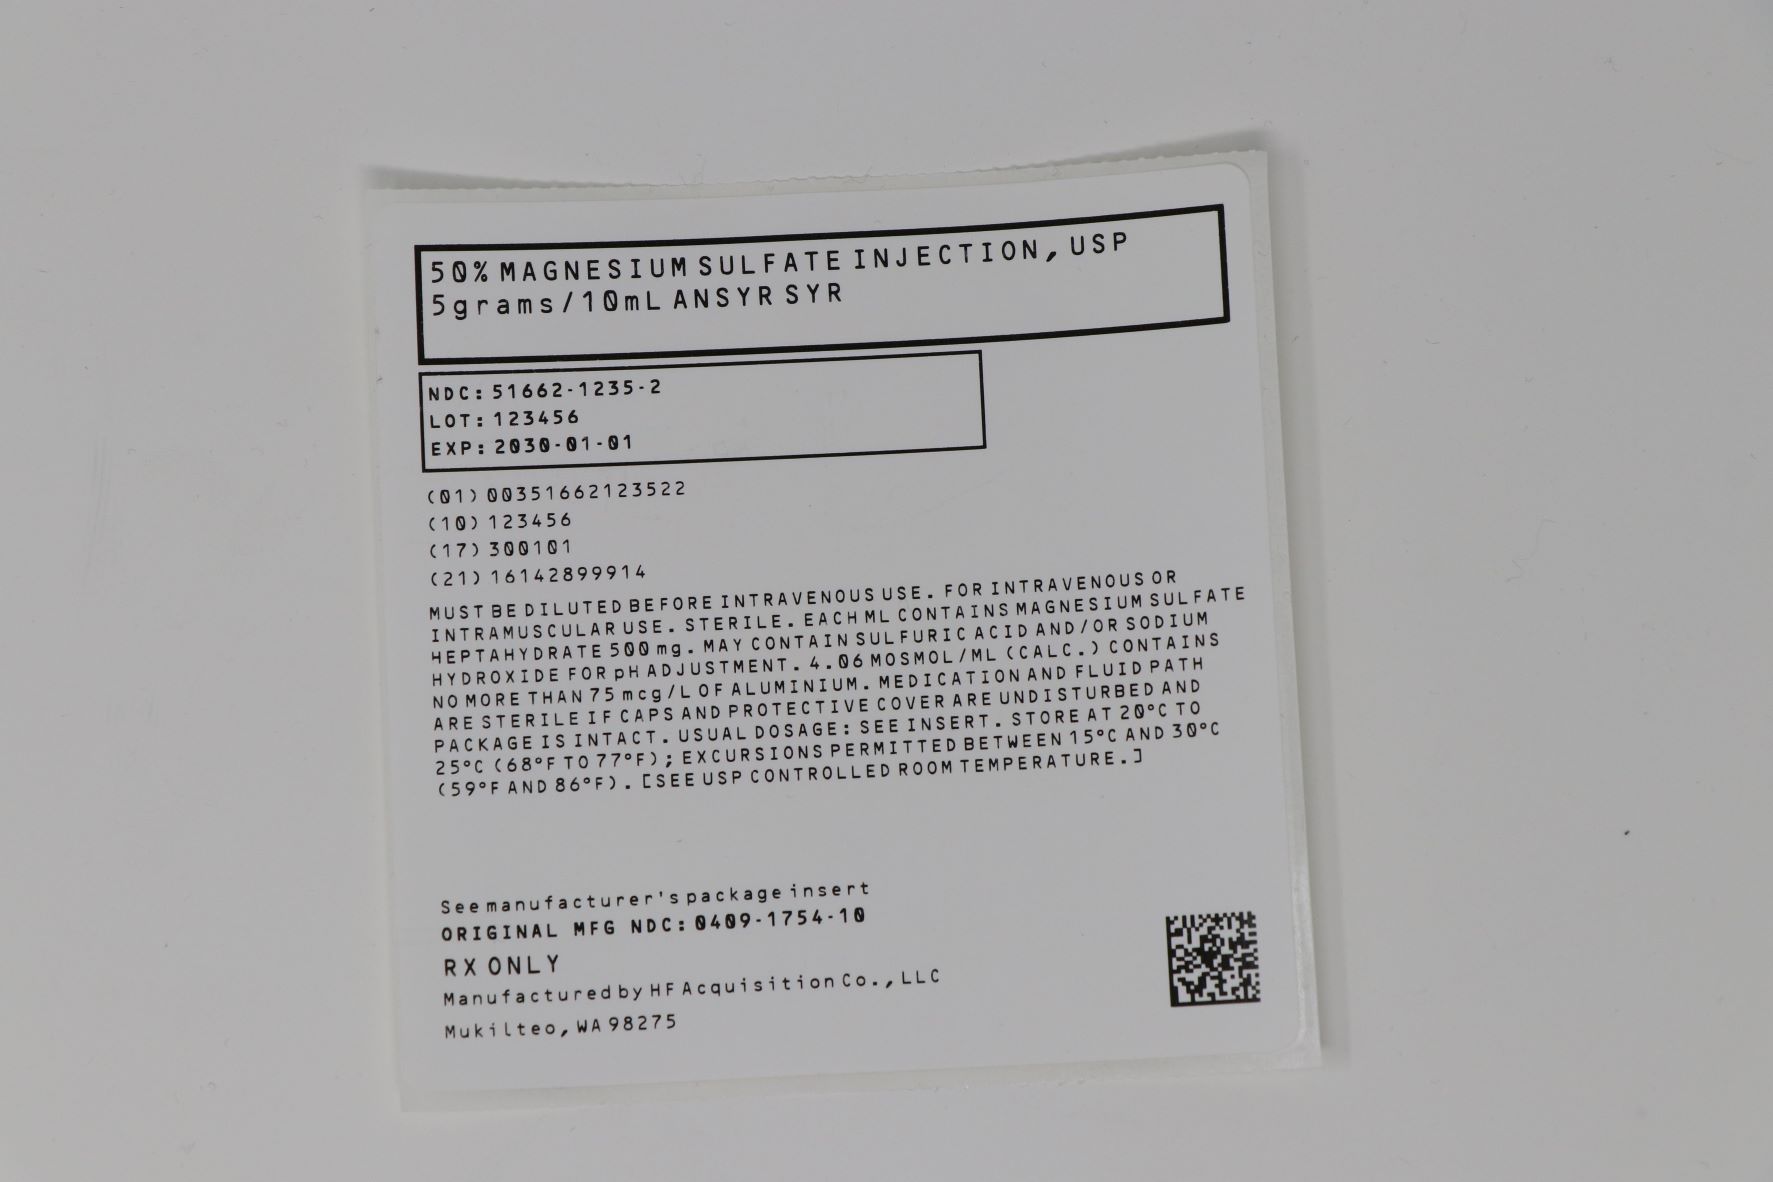 50% MAGNESIUM SULFATE INJECTION, USP
5grams/10mL ANSYR SYR
NDC: 51662-1235-2
LOT: 123456
EXP: 2030-01-01
(01) 00351662123522
(10) 123456
(17) 300101
(21) 16142899914
MUST BE DILUTED BEFORE INTRAVENOUS USE. FOR INTRAVENOUS OR
INTRAMUSCULAR USE. STERILE. EACH ML CONTAINS MAGNESIUM SULFATE
HEPTAHYDRATE 500 mg. MAY CONTAIN SULFURIC ACID AND/OR SODIUM
HYDROXIDE FOR pH ADJUSTMENT. 4.06 MOSMOL/ML (CALC.) CONTAINS
NO MORE THAN 75 mcg/L OF ALUMINIUM. MEDICATION AND FLUID PATH
ARE STERILE IF CAPS AND PROTECTIVE COVER ARE UNDISTURBED AND
PACKAGE IS INTACT. USUAL DOSAGE: SEE INSERT. STORE AT 20°C TO
25°C (68°F TO 77°F); EXCURSIONS PERMITTED BETWEEN 15°C AND 30°C
(59°F AND 86°F). [SEE USP CONTROLLED ROOM TEMPERATURE.]
See manufacturer's package insert
ORIGINAL MFG NDC: 0409-1754-10
RX ONLY
Manufactured by HF Acquisition Co., LLC
Mukilteo, WA 98275